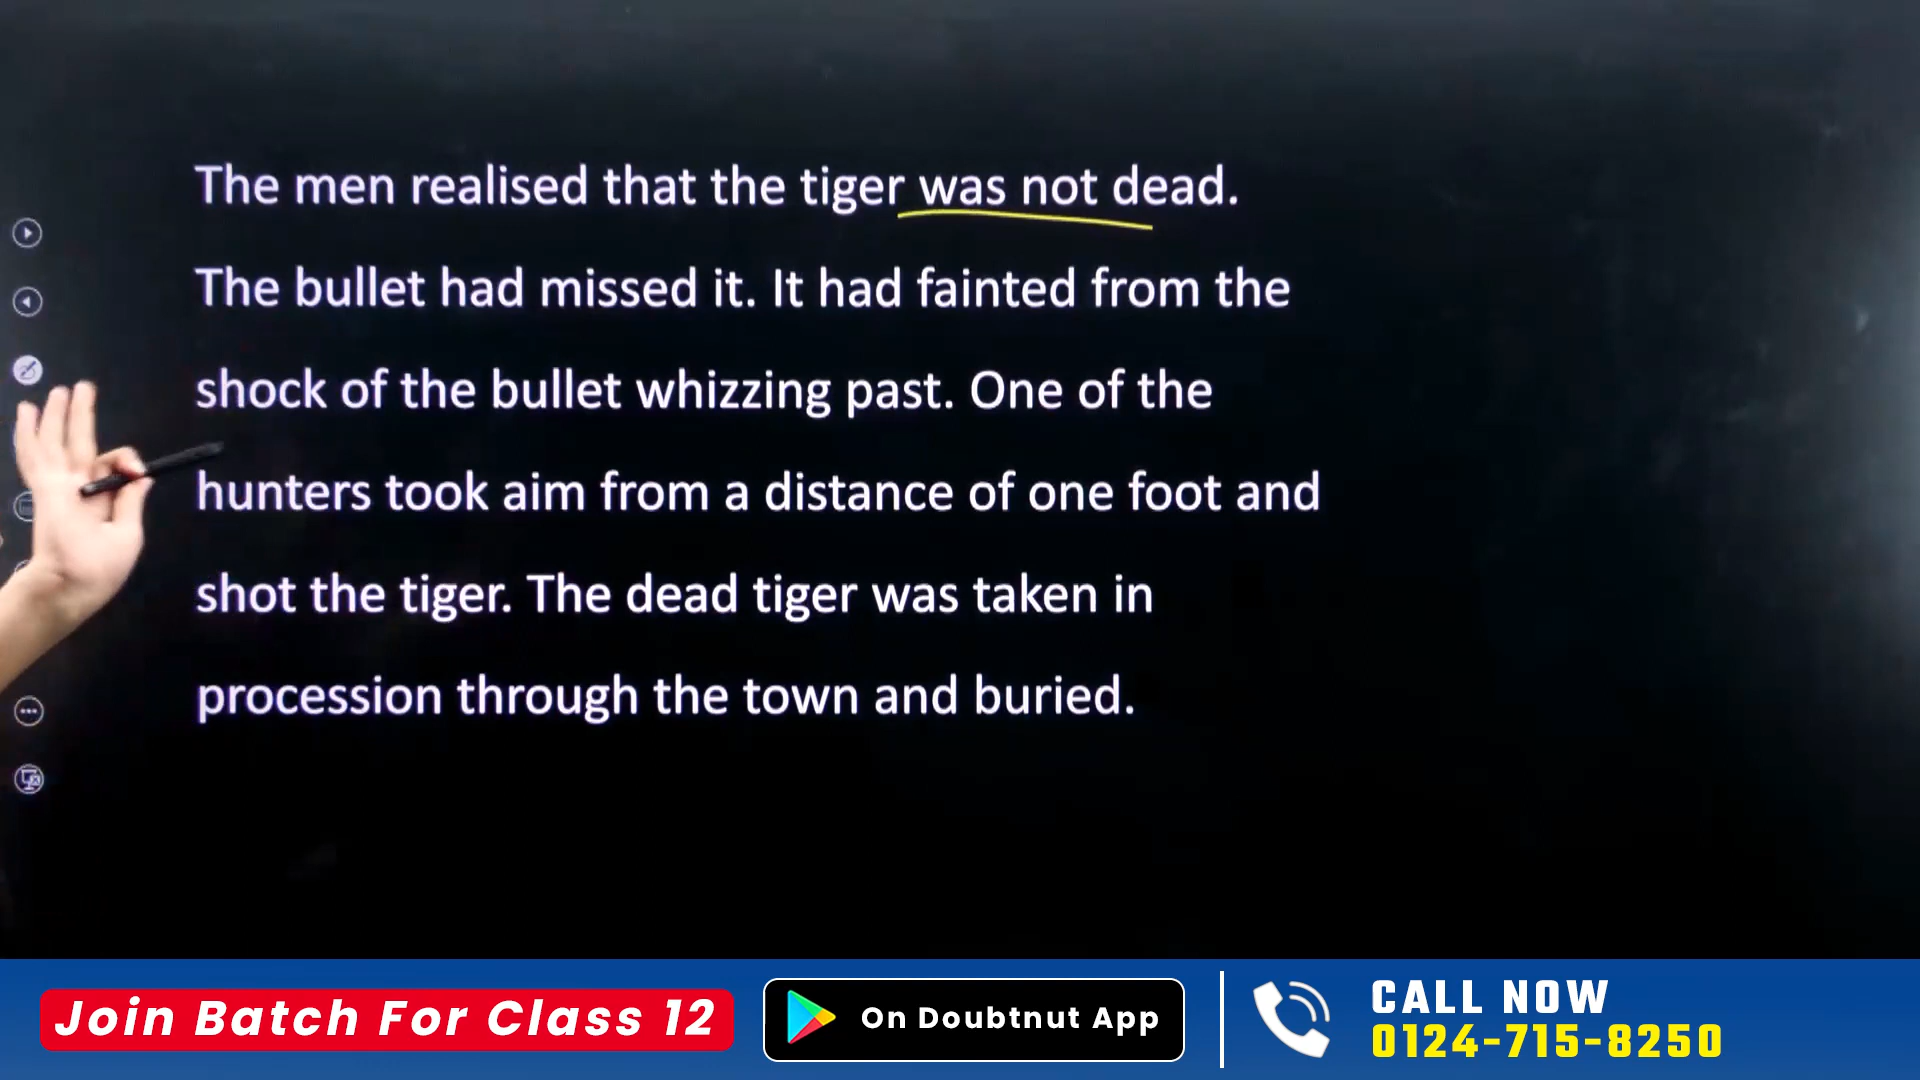 The men realised that the tiger was not dead.
The bullet had missed it. It had fainted from the
shock of the bullet whizzing past. One of the
hunters took aim from a distance of one foot and
shot the tiger. The dead tiger was taken in
procession through the town and buried.
Join Batch For Class 12
On Doubtnut App
CALL NOW
0124-715-8250